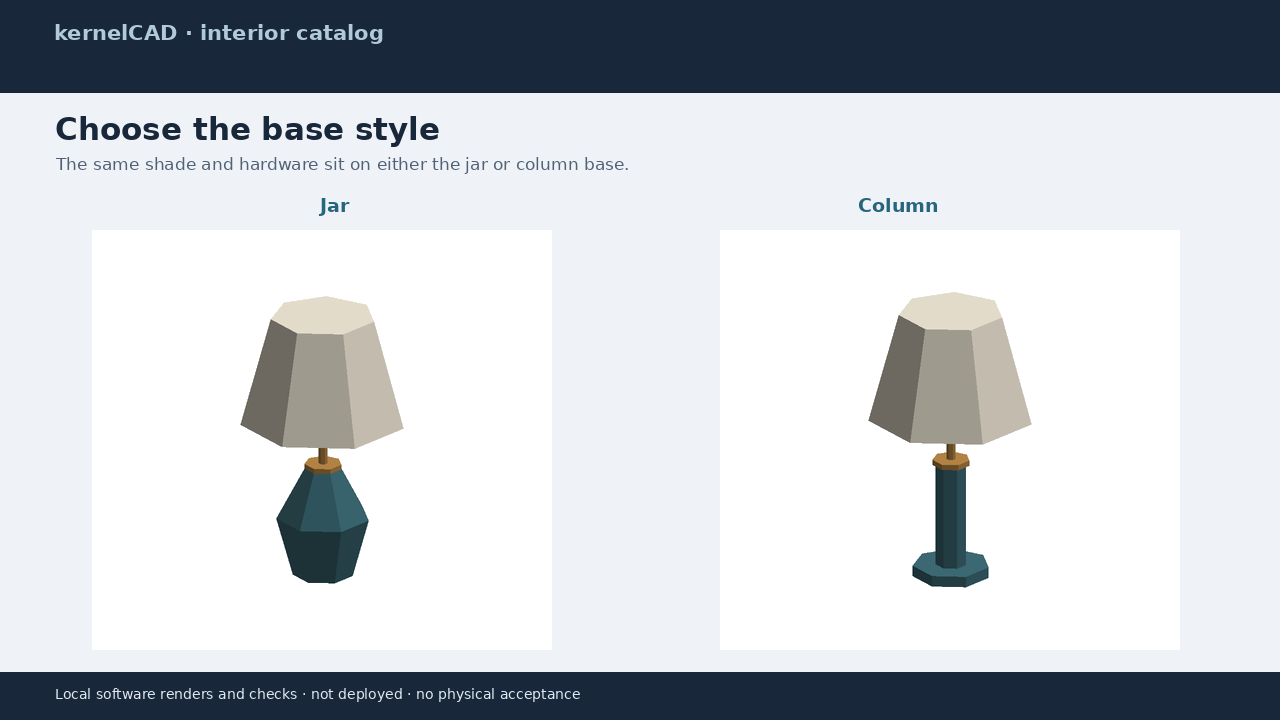 kernelCAD · interior catalog
Choose the base style
The same shade and hardware sit on either the jar or column base.
Jar
Column
Local software renders and checks · not deployed · no physical acceptance